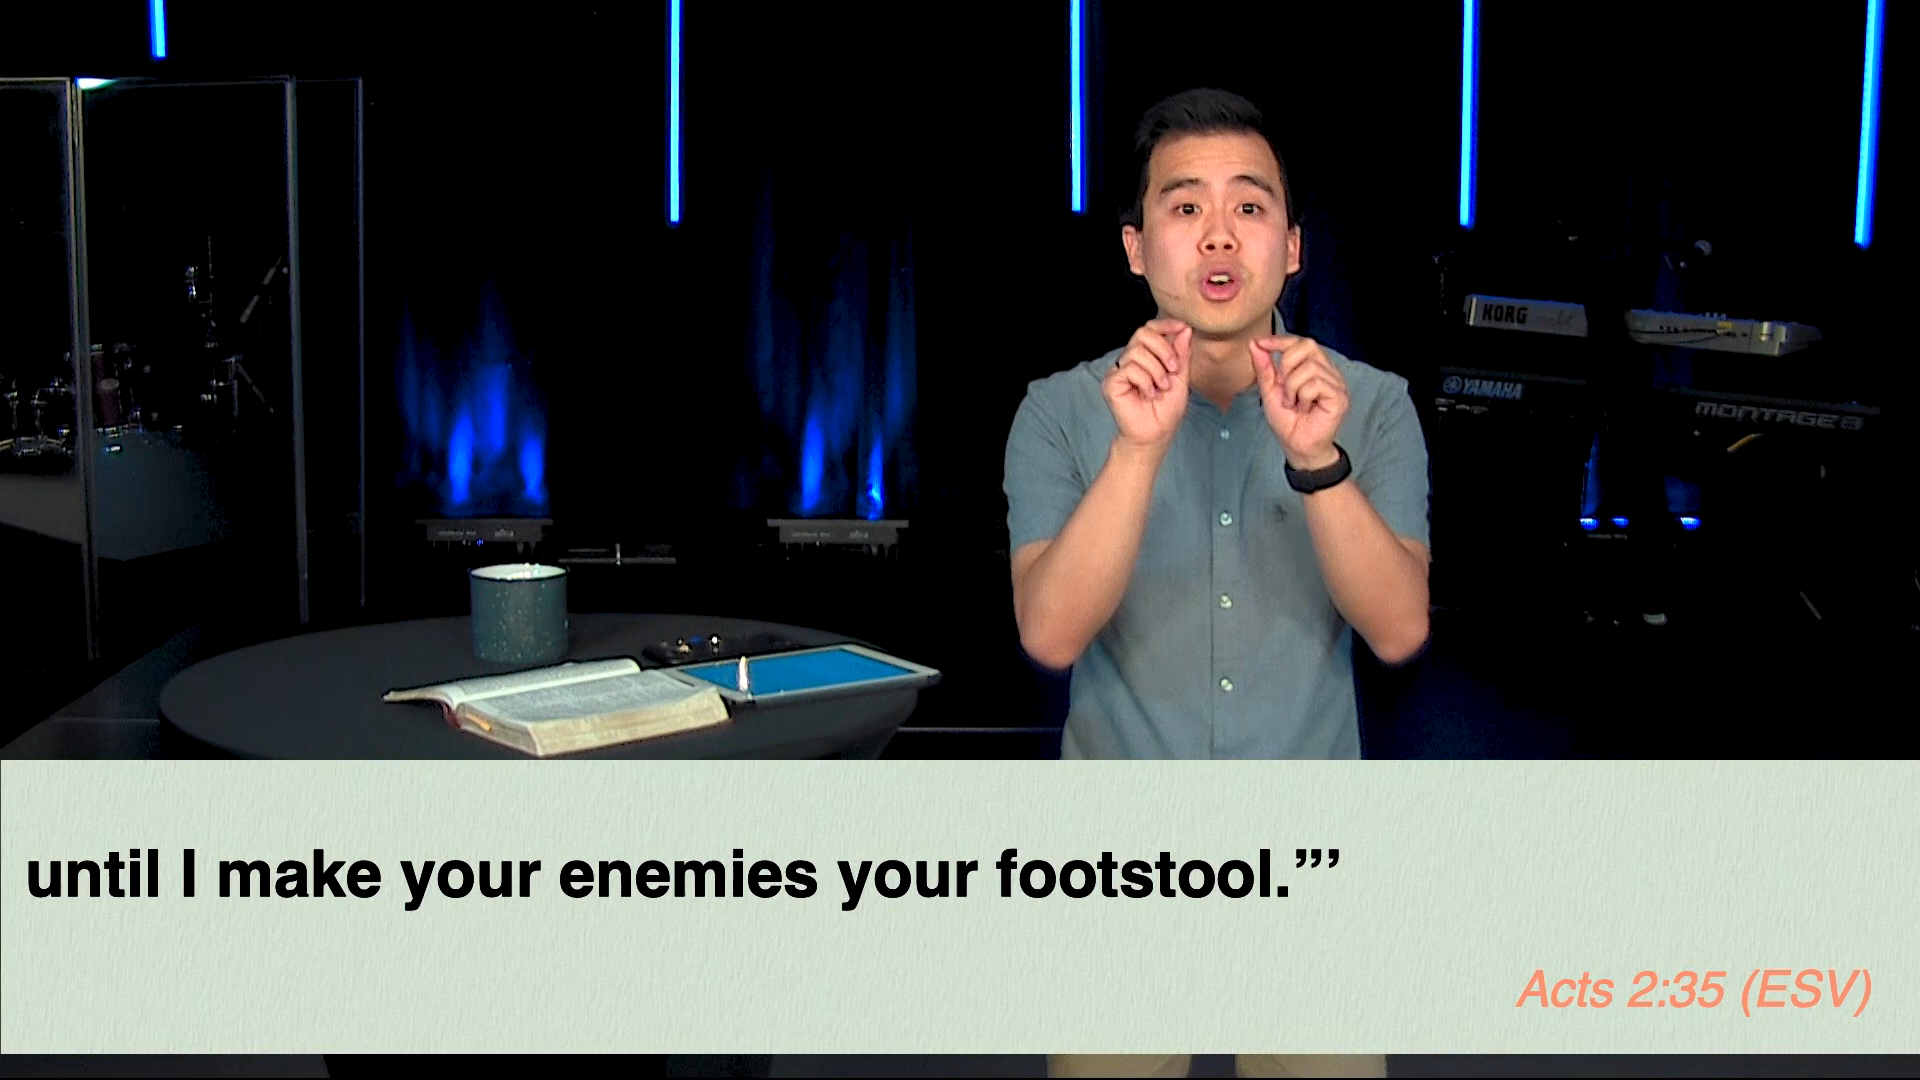 KORG
YAMAHA
MONTAGE 8
until I make your enemies your footstool.”’
Acts 2:35 (ESV)